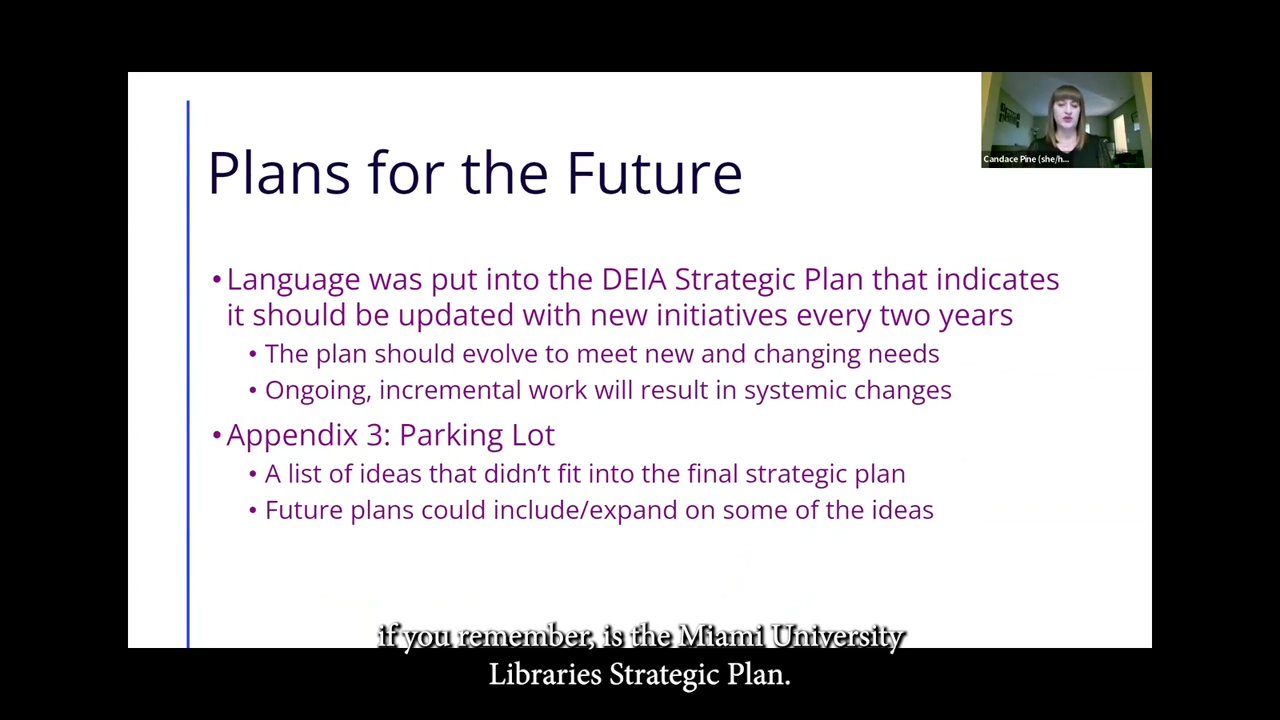 Plans for the Future
Candace Pine (she/h...
• Language was put into the DEIA Strategic Plan that indicates
it should be updated with new initiatives every two years
• The plan should evolve to meet new and changing needs
• Ongoing, incremental work will result in systemic changes
• Appendix 3: Parking Lot
• A list of ideas that didn’t fit into the final strategic plan
• Future plans could include/expand on some of the ideas
if you remember, is the Miami University
Libraries Strategic Plan.